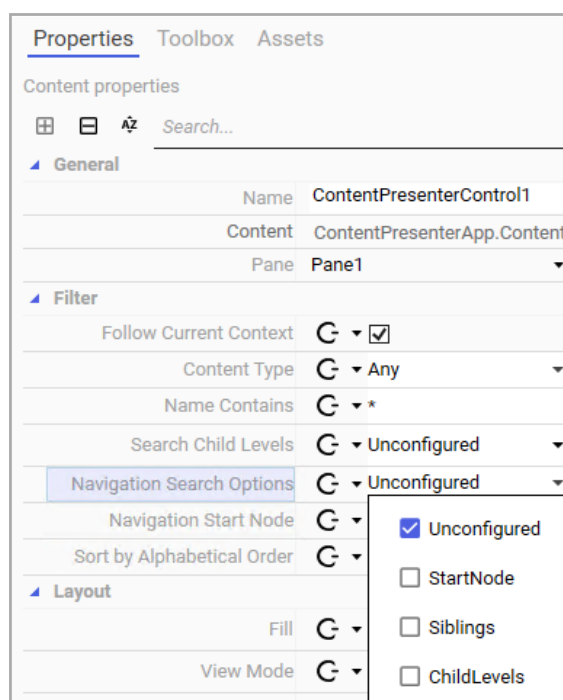 Properties Toolbox Assets
Content properties
AZ Search...
General
Name ContentPresenterControl1
Content ContentPresenterApp.Content
Pane Pane1
Filter
Follow Current Context
Content Type Any
Name Contains *
Search Child Levels Unconfigured
Navigation Search Options Unconfigured
Navigation Start Node
Unconfigured
Sort by Alphabetical Order
StartNode
Layout
Fill
Siblings
View Mode
ChildLevels